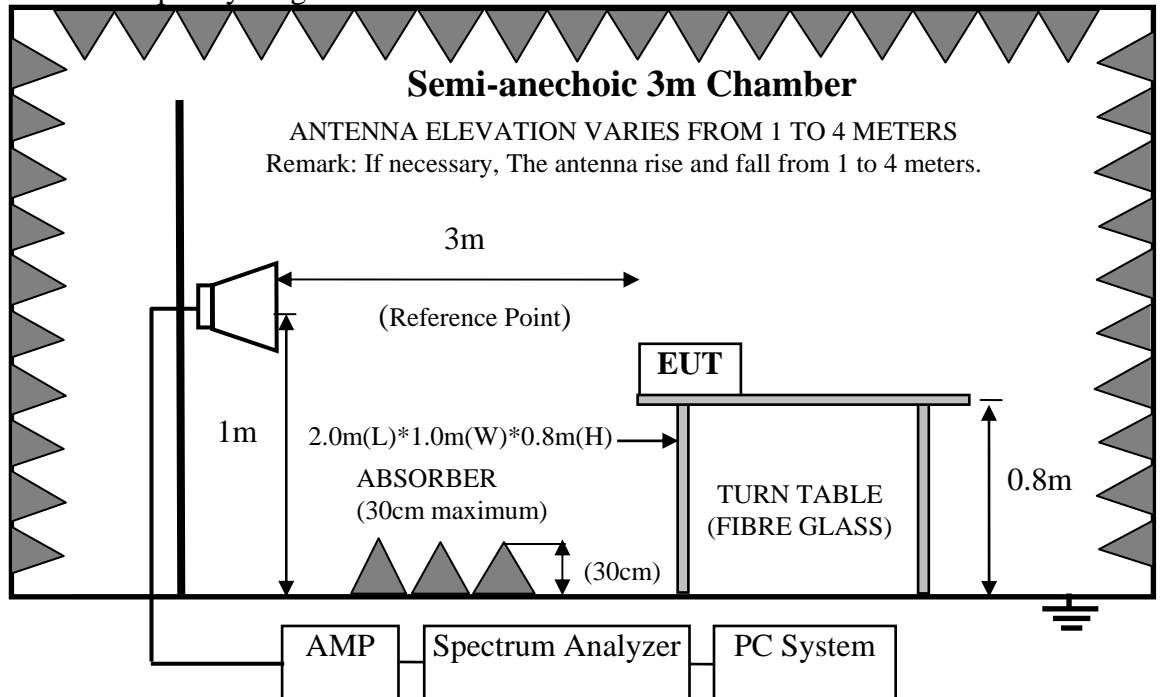 Semi-anechoic 3m Chamber
ANTENNA ELEVATION VARIES FROM 1 TO 4 METERS
Remark: If necessary, The antenna rise and fall from 1 to 4 meters.
3m
(Reference Point)
EUT
1m
2.0m(L)*1.0m(W)*0.8m(H)
ABSORBER
(30cm maximum)
TURN TABLE
(FIBRE GLASS)
0.8m
(30cm)
AMP
Spectrum Analyzer
PC System